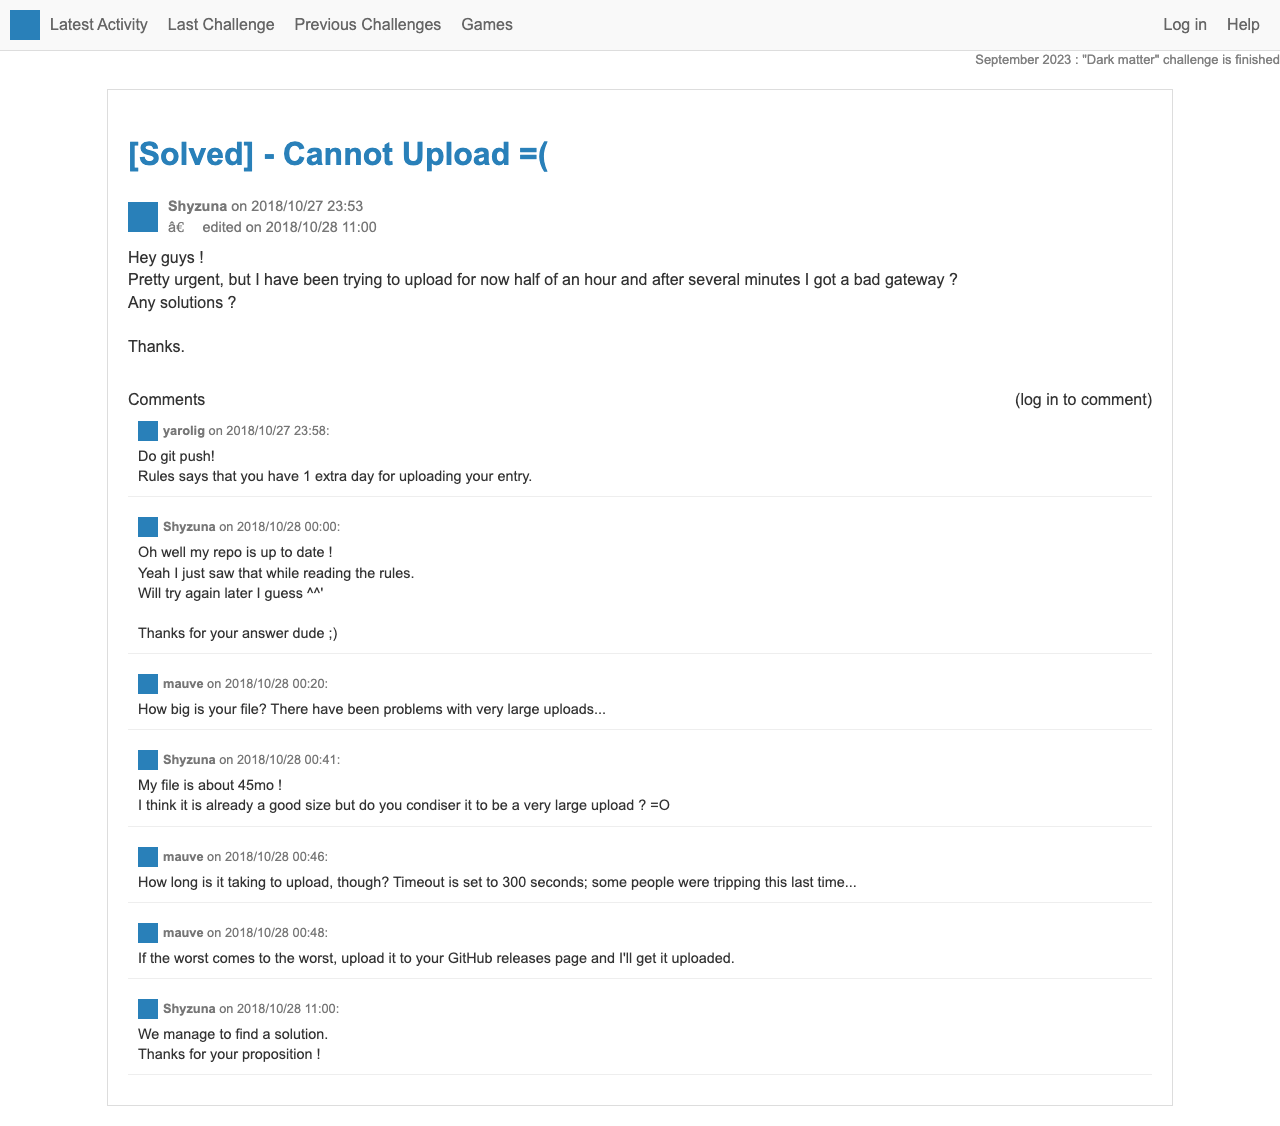 Latest Activity Last Challenge Previous Challenges Games Log in Help
September 2023 : "Dark matter" challenge is finished
[Solved] - Cannot Upload =(
Shyzuna on 2018/10/27 23:53
â€ edited on 2018/10/28 11:00
Hey guys !
Pretty urgent, but I have been trying to upload for now half of an hour and after several minutes I got a bad gateway ?
Any solutions ?
Thanks.
Comments (log in to comment)
yarolig on 2018/10/27 23:58:
Do git push!
Rules says that you have 1 extra day for uploading your entry.
Shyzuna on 2018/10/28 00:00:
Oh well my repo is up to date !
Yeah I just saw that while reading the rules.
Will try again later I guess ^^'
Thanks for your answer dude ;)
mauve on 2018/10/28 00:20:
How big is your file? There have been problems with very large uploads...
Shyzuna on 2018/10/28 00:41:
My file is about 45mo !
I think it is already a good size but do you condiser it to be a very large upload ? =O
mauve on 2018/10/28 00:46:
How long is it taking to upload, though? Timeout is set to 300 seconds; some people were tripping this last time...
mauve on 2018/10/28 00:48:
If the worst comes to the worst, upload it to your GitHub releases page and I'll get it uploaded.
Shyzuna on 2018/10/28 11:00:
We manage to find a solution.
Thanks for your proposition !